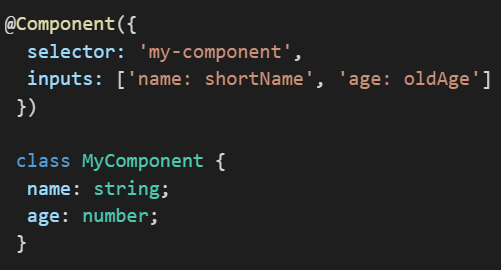 @Component({
  selector: 'my-component',
  inputs: ['name: shortName', 'age: oldAge']
 })

 class MyComponent {
  name: string;
  age: number;
 }